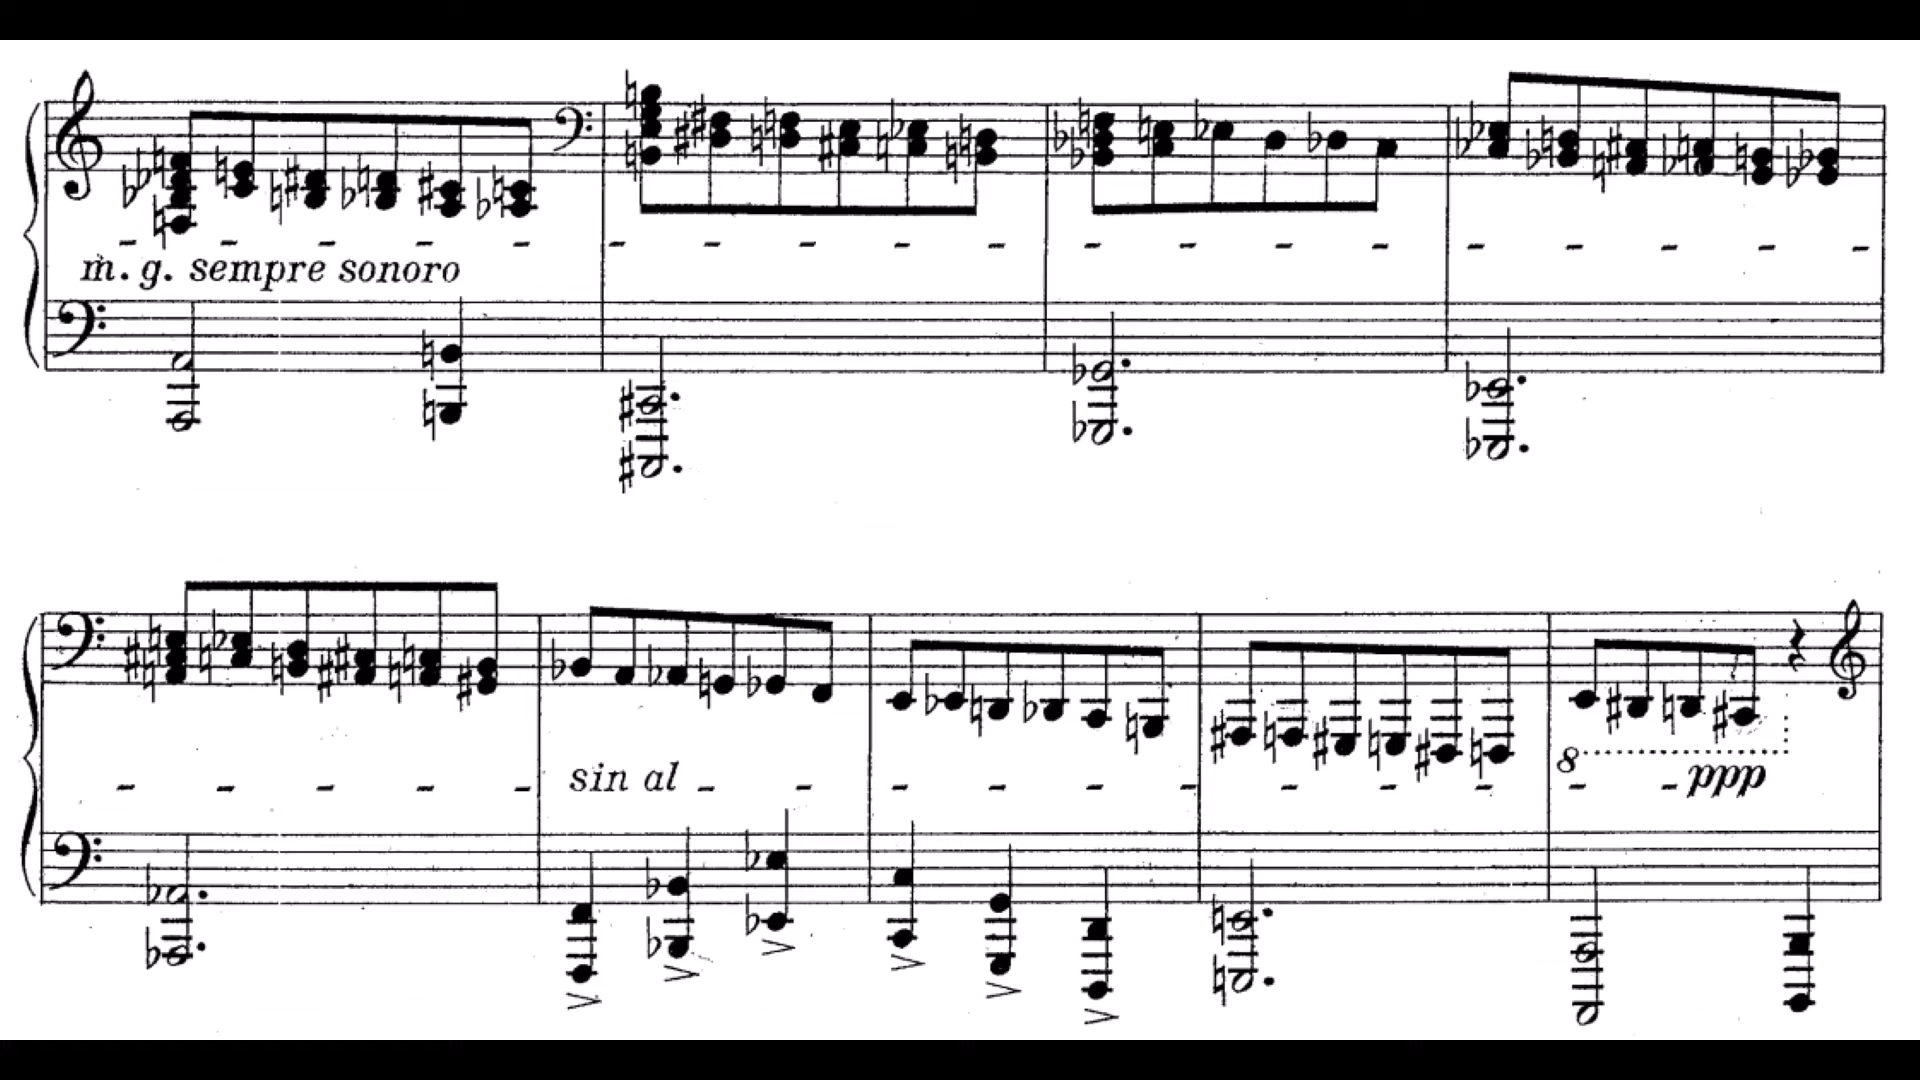 m. g. sempre sonoro
sin al
8
ppp